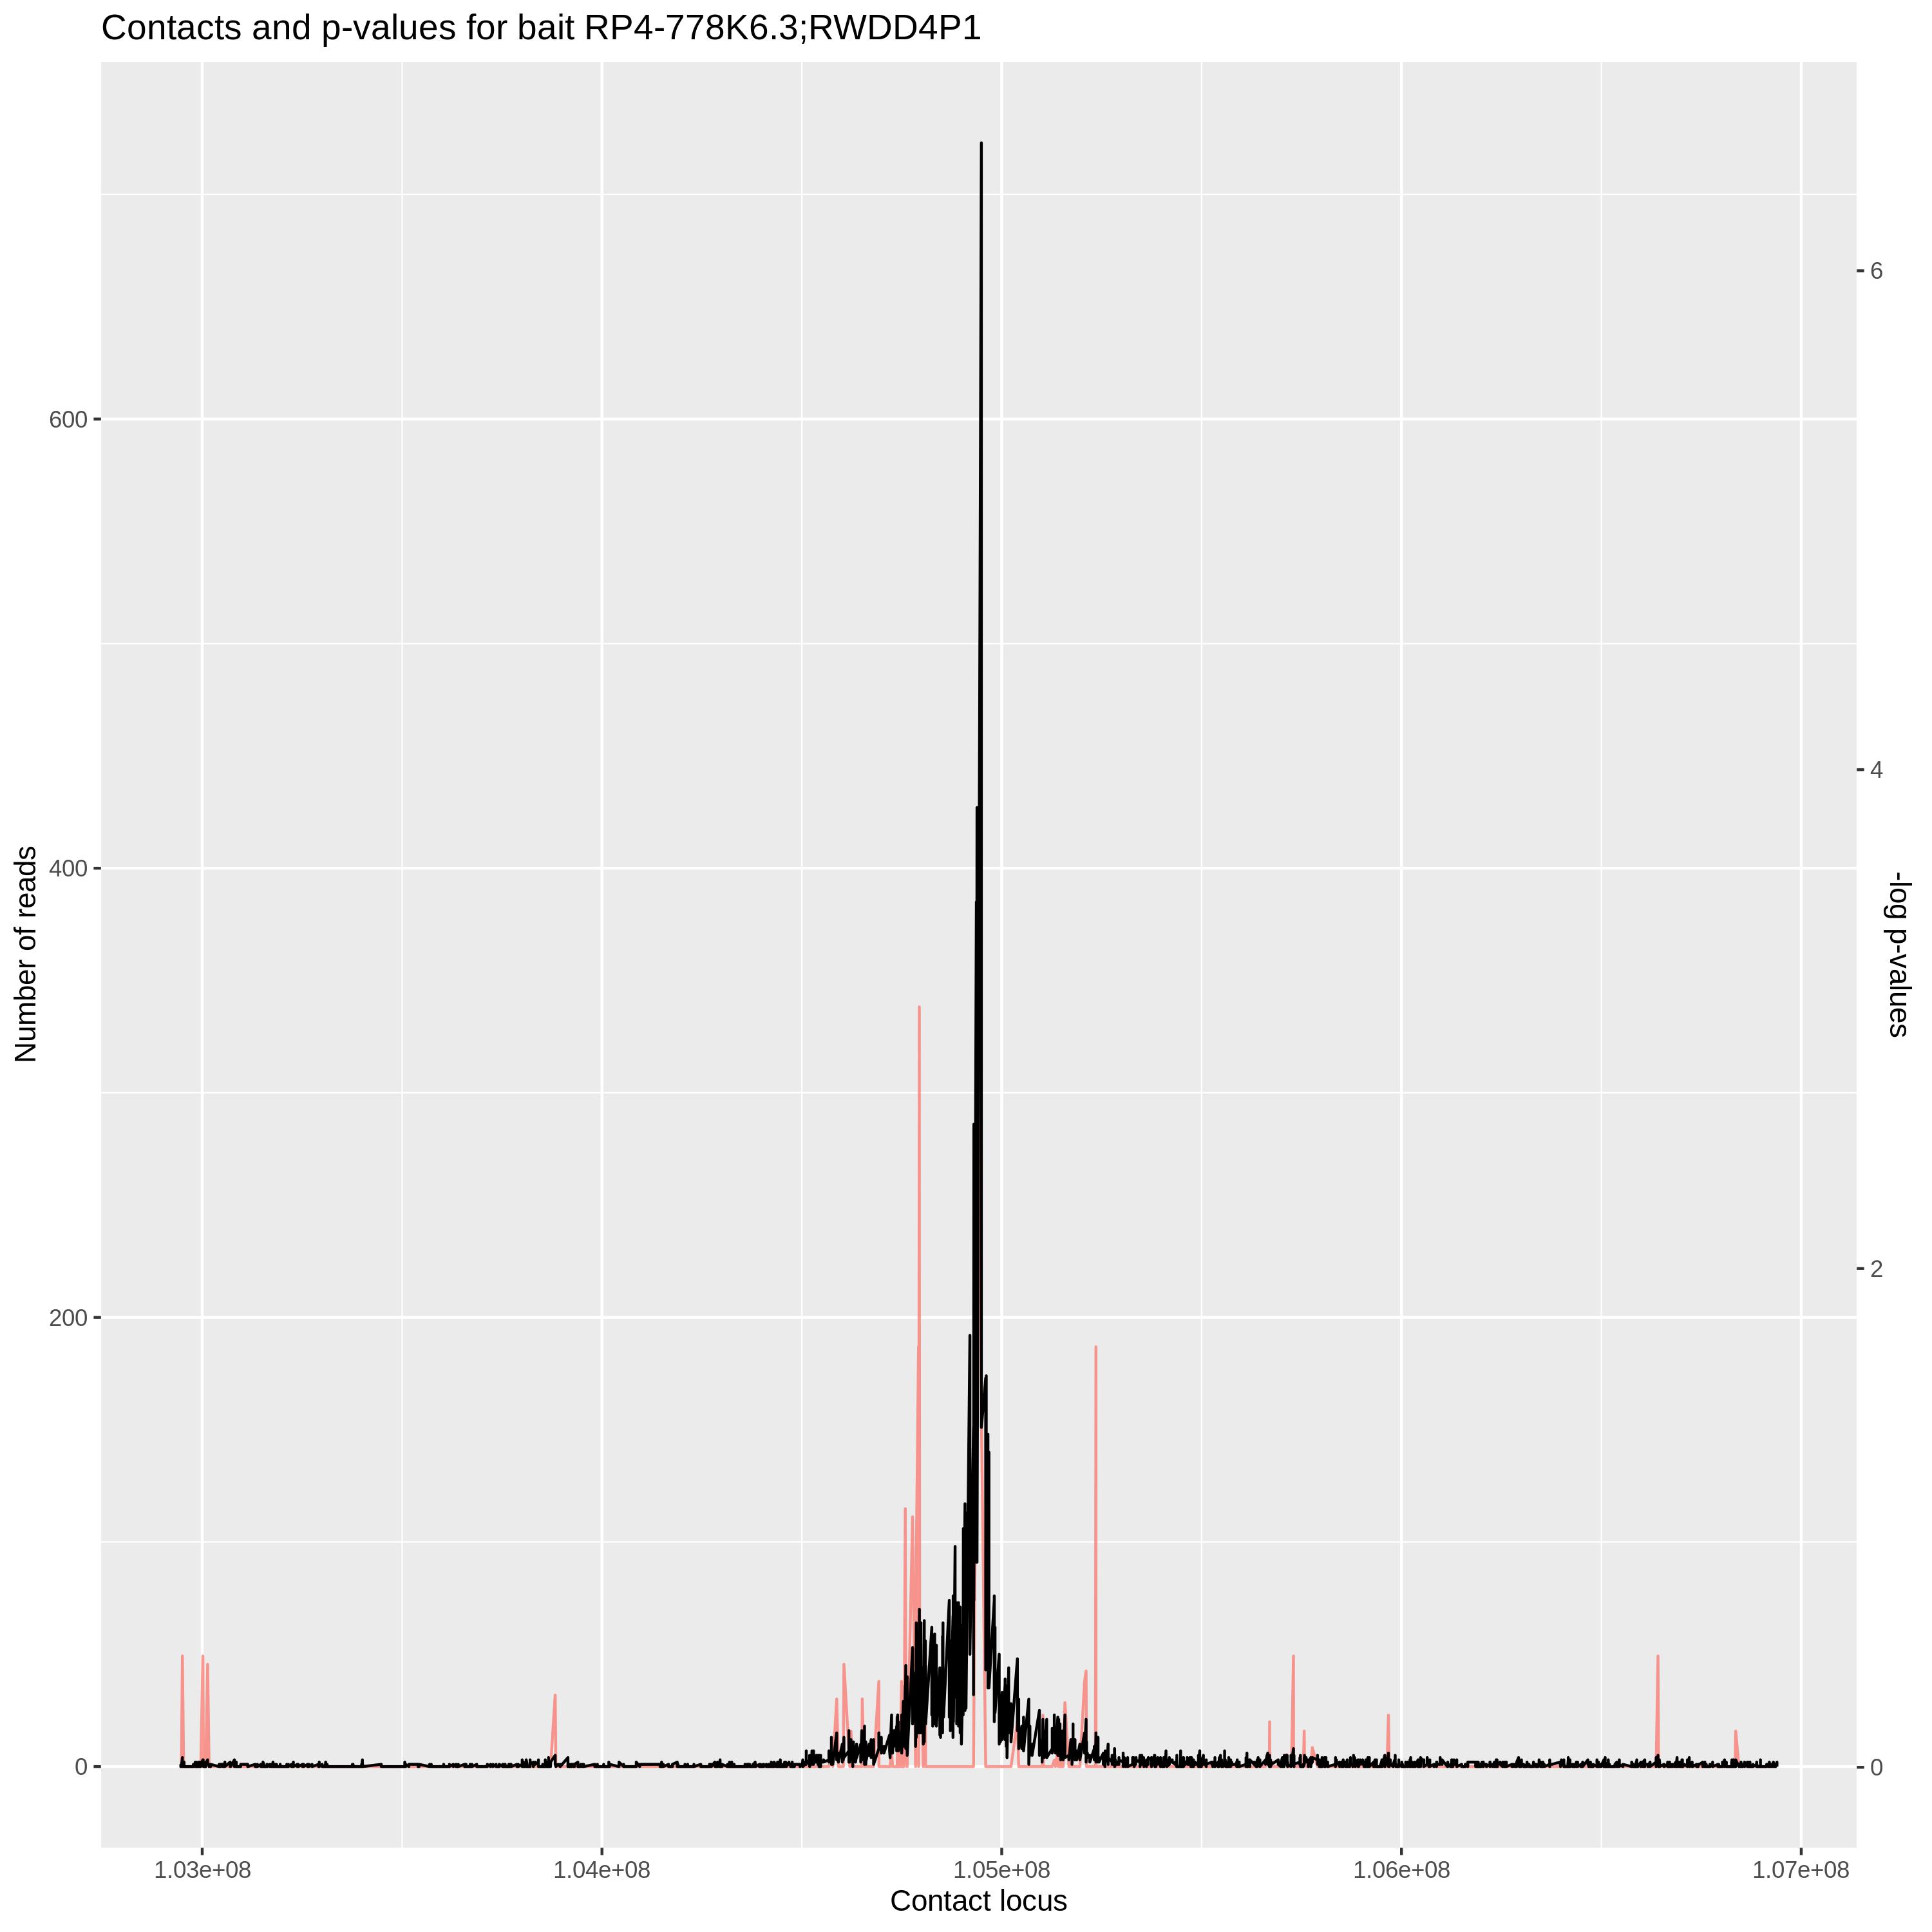 Contacts and p-values for bait RP4-778K6.3;RWDD4P1
Number of reads
600
400
200
0
6
4
2
0
-log p-values
1.03e+08
1.04e+08
1.05e+08
1.06e+08
1.07e+08
Contact locus